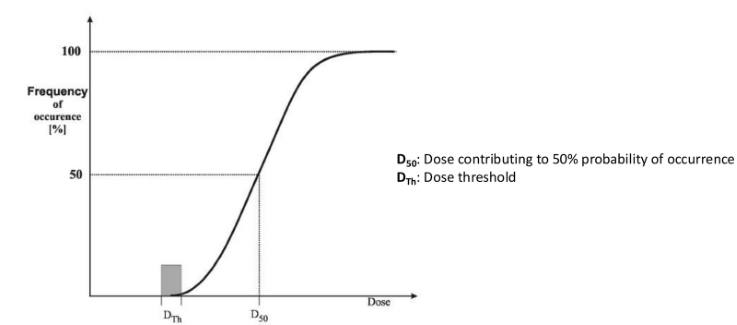 100
Frequency
of
occurence
[%]
50
D50: Dose contributing to 50% probability of occurrence
DTh: Dose threshold
Dose
DTh
D50